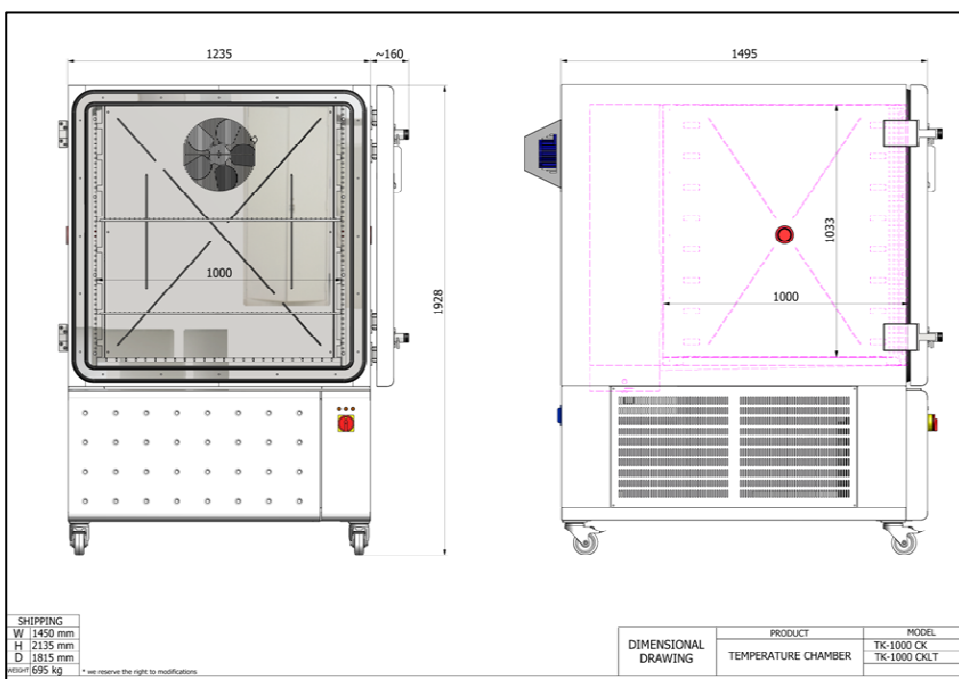 1235
~160
1495
1928
1000
1033
1000
SHIPPING
W 1450 mm
H 2135 mm
D 1815 mm
WEIGHT 695 kg
* we reserve the right to modifications
DIMENSIONAL DRAWING
PRODUCT
TEMPERATURE CHAMBER
MODEL
TK-1000 CK
TK-1000 CKLT